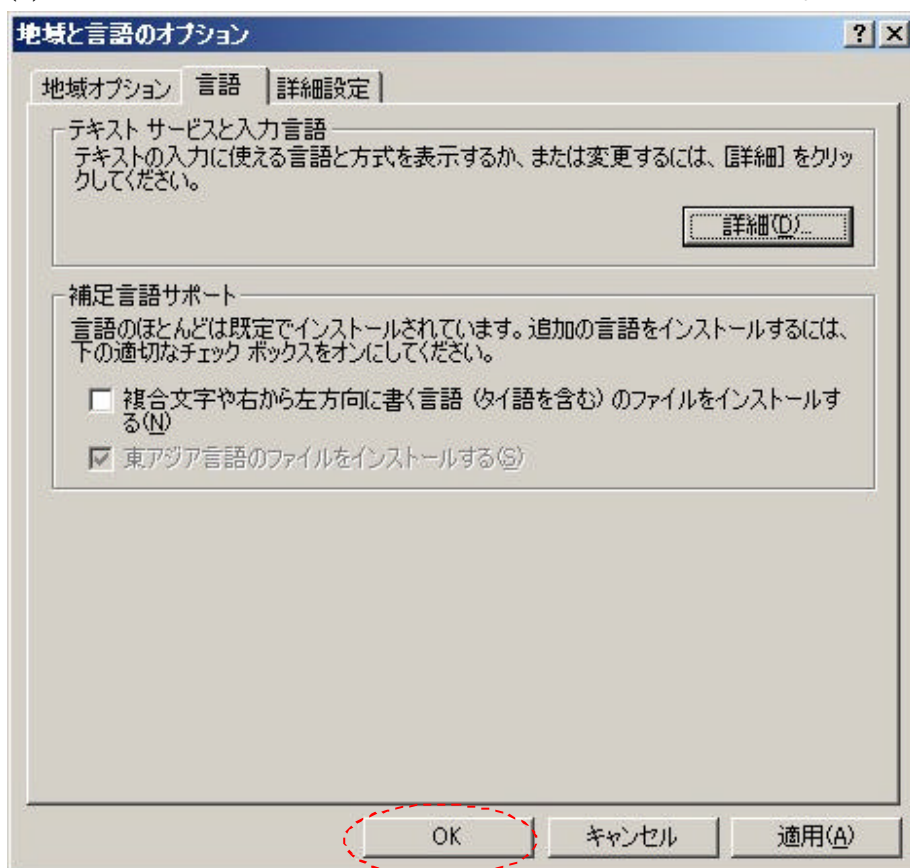 地域と言語のオプション
地域オプション 言語 詳細設定
テキスト サービスと入力言語
テキストの入力に使える言語と方式を表示するか、または変更するには、[詳細] をクリッ
クしてください。
詳細(D)...
補足言語サポート
言語のほとんどは既定でインストールされています。追加の言語をインストールするには、
下の適切なチェック ボックスをオンにしてください。
複合文字や右から左方向に書く言語 (タイ語を含む) のファイルをインストールす
る(N)
東アジア言語のファイルをインストールする(S)
OK キャンセル 適用(A)